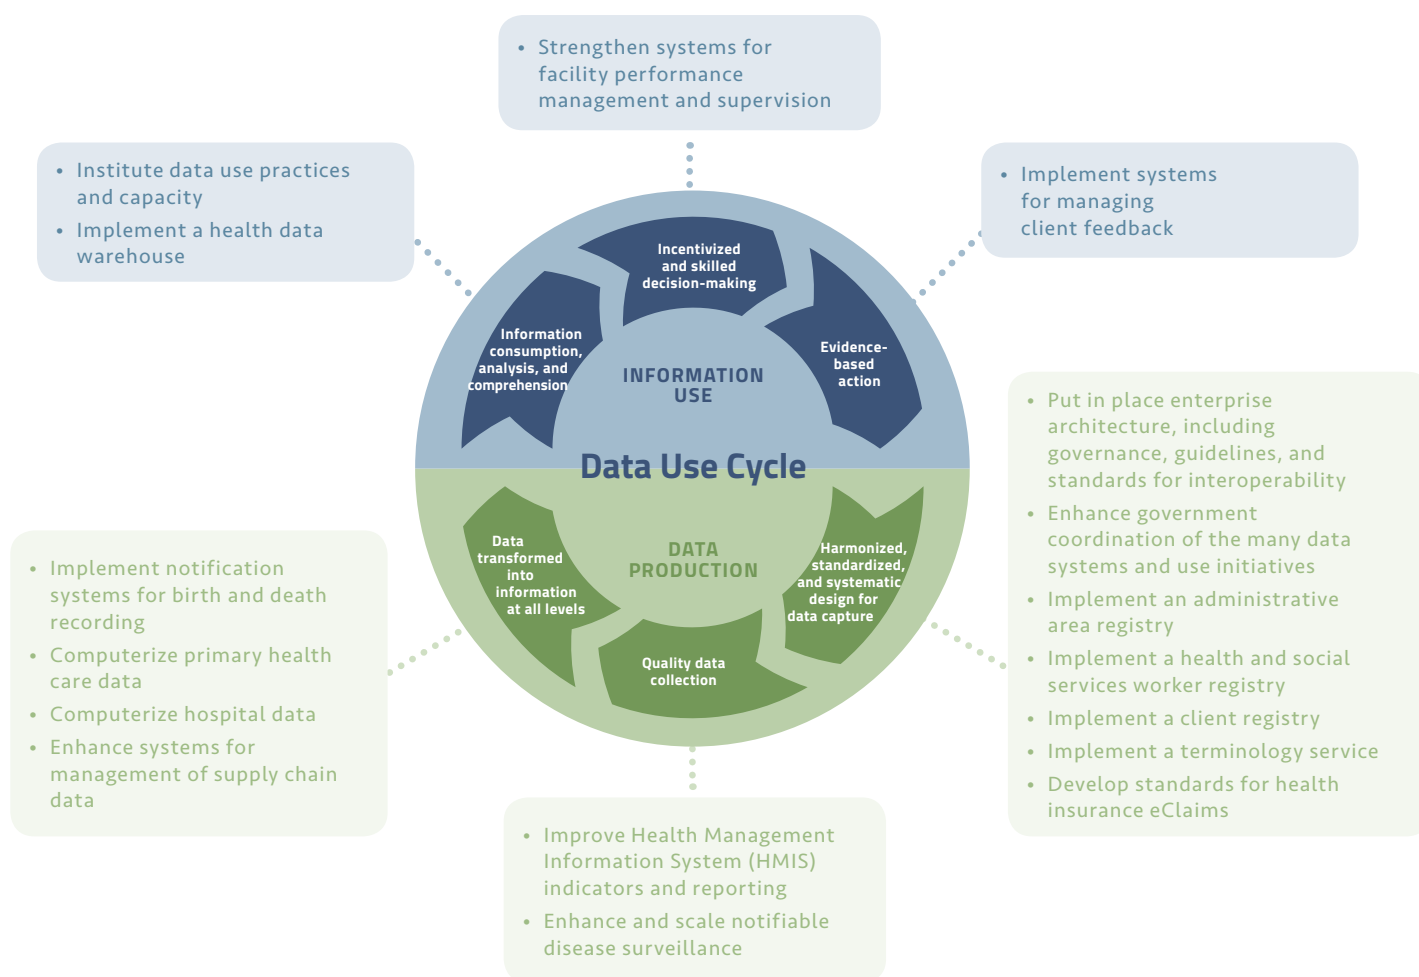 • Strengthen systems for
facility performance
management and supervision
• Institute data use practices
and capacity
• Implement a health data
warehouse
• Implement systems
for managing
client feedback
Incentivized
and skilled
decision-making
Information
consumption,
analysis, and
comprehension
Evidence-
based
action
INFORMATION
USE
Data Use Cycle
DATA
PRODUCTION
Data
transformed
into
information
at all levels
Harmonized,
standardized,
and systematic
design for
data capture
Quality data
collection
• Put in place enterprise
architecture, including
governance, guidelines, and
standards for interoperability
• Enhance government
coordination of the many data
systems and use initiatives
• Implement an administrative
area registry
• Implement a health and social
services worker registry
• Implement a client registry
• Implement a terminology service
• Develop standards for health
insurance eClaims
• Implement notification
systems for birth and death
recording
• Computerize primary health
care data
• Computerize hospital data
• Enhance systems for
management of supply chain
data
• Improve Health Management
Information System (HMIS)
indicators and reporting
• Enhance and scale notifiable
disease surveillance